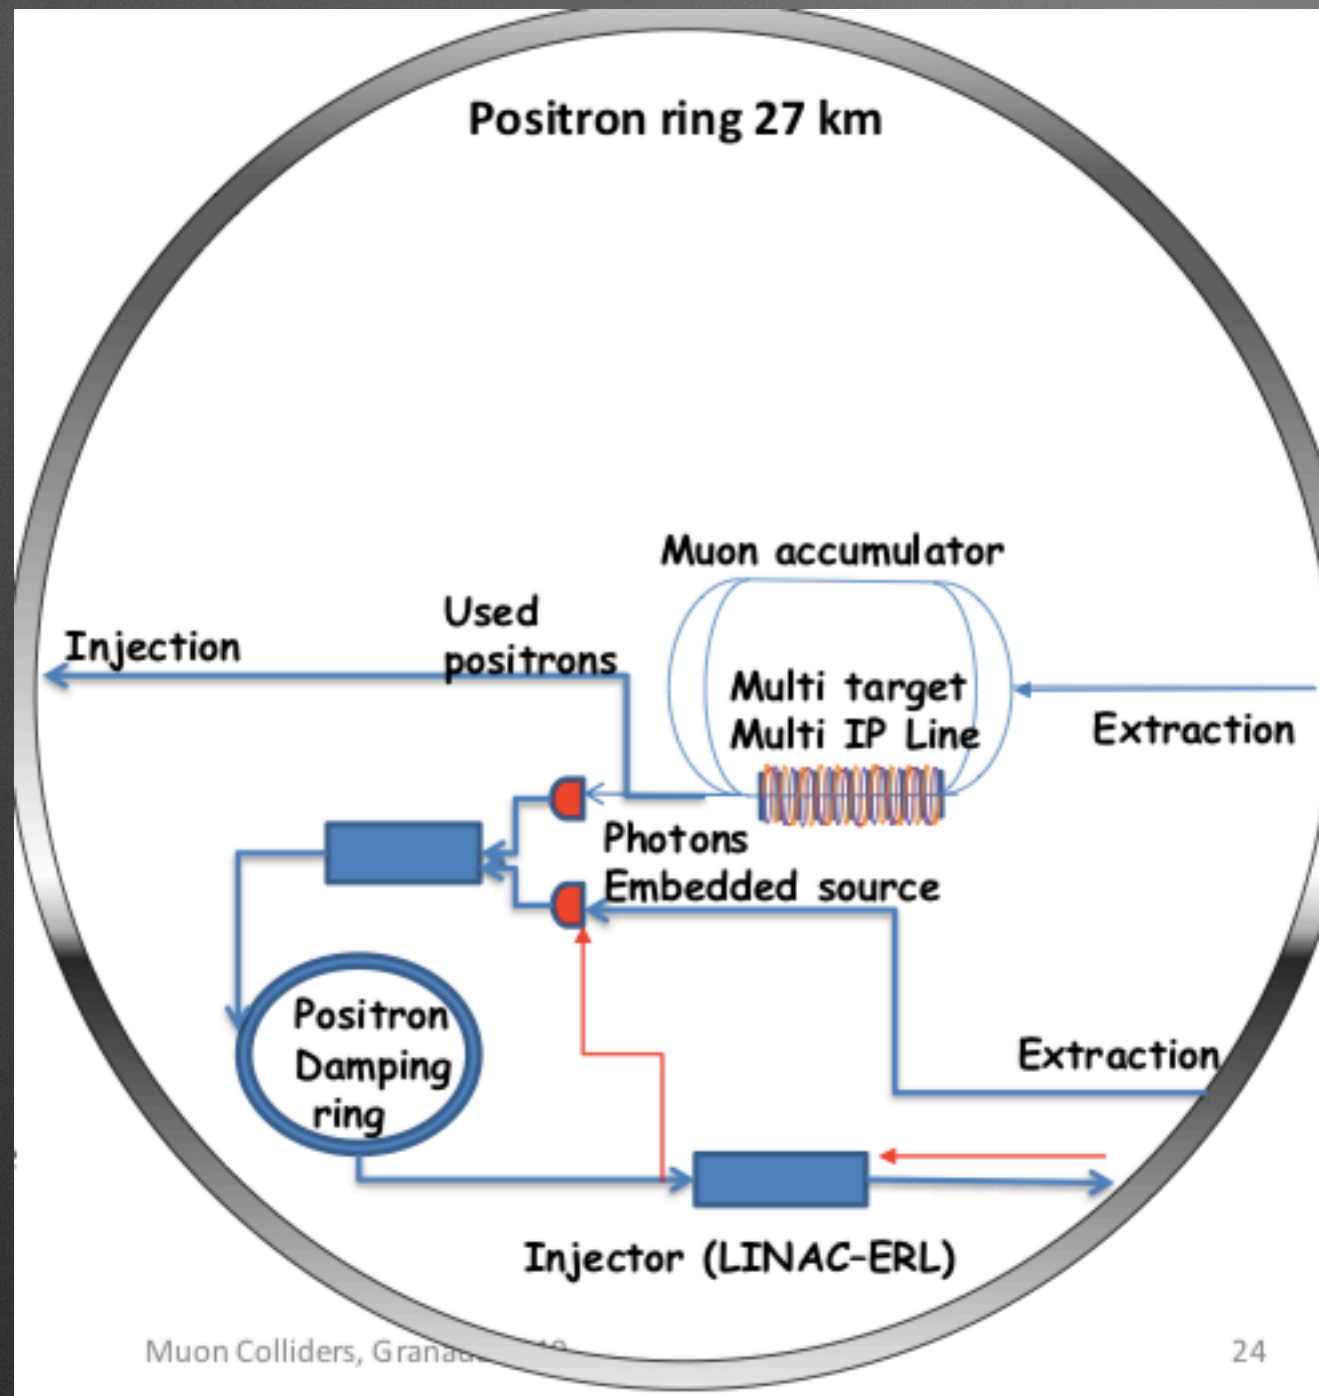 Positron ring 27 km
Muon accumulator
Used
positrons
Injection
Multi target
Multi IP Line
Extraction
Photons
Embedded source
Positron
Damping
ring
Extraction
Injector (LINAC-ERL)
Muon Colliders,
24